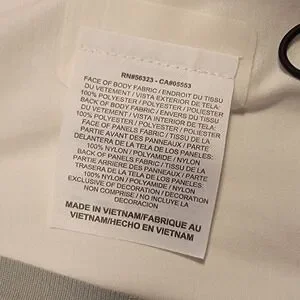 RN#56323 - CA#05553
FACE OF BODY FABRIC / ENDROIT DU TISSU
DU VETEMENT / VISTA EXTERIOR DE TELA:
100% POLYESTER / POLYESTER / POLIESTER
BACK OF BODY FABRIC / ENVERS DU TISSU
DU VETEMENT / VISTA INTERIOR DE TELA:
100% POLYESTER / POLYESTER / POLIESTER
FACE OF PANELS FABRIC / TISSU DE LA
PARTIE AVANT DES PANNEAUX / PARTE
DELANTERA DE LA TELA DE LOS PANELES:
100% NYLON / POLYAMIDE / NYLON
BACK OF PANELS FABRIC / TISSU DE LA
PARTIE ARRIERE DES PANNEAUX / PARTE
TRASERA DE LA TELA DE LOS PANELES:
100% NYLON / POLYAMIDE / NYLON
EXCLUSIVE OF DECORATION / DECORATION
NON COMPRISE / NO INCLUYE LA
DECORACION
MADE IN VIETNAM/FABRIQUE AU
VIETNAM/HECHO EN VIETNAM